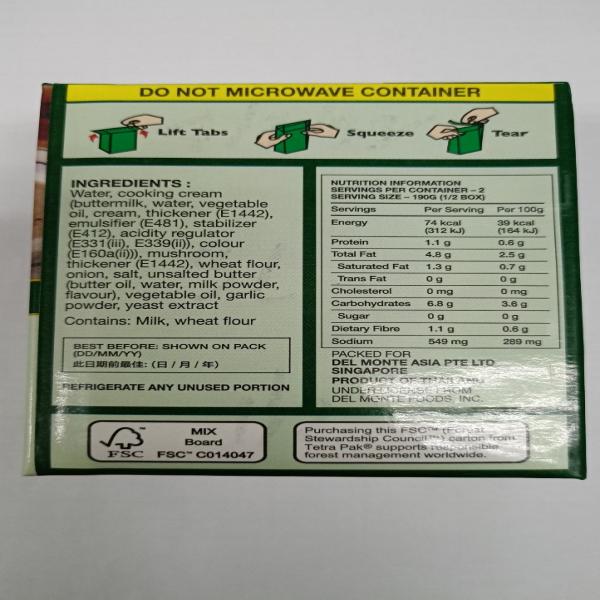 DO NOT MICROWAVE CONTAINER
Lift Tabs
Squeeze
Tear
INGREDIENTS :
Water, cooking cream
(buttermilk, water, vegetable
oil, cream, thickener (E1442),
emulsifier (E481), stabilizer
(E412), acidity regulator
(E331(iii), E339(ii)), colour
(E160a(ii))), mushroom,
thickener (E1442), wheat flour,
onion, salt, unsalted butter
(butter oil, water, milk powder,
flavour), vegetable oil, garlic
powder, yeast extract
Contains: Milk, wheat flour
BEST BEFORE: SHOWN ON PACK
(DD/MM/YY)
此日期前最佳: (日 / 月 / 年)
REFRIGERATE ANY UNUSED PORTION
NUTRITION INFORMATION
SERVINGS PER CONTAINER – 2
SERVING SIZE – 190G (1/2 BOX)
Servings Per Serving Per 100g
Energy 74 kcal 39 kcal
(312 kJ) (164 kJ)
Protein 1.1 g 0.6 g
Total Fat 4.8 g 2.5 g
Saturated Fat 1.3 g 0.7 g
Trans Fat 0 g 0 g
Cholesterol 0 mg 0 mg
Carbohydrates 6.8 g 3.6 g
Sugar 0 g 0 g
Dietary Fibre 1.1 g 0.6 g
Sodium 549 mg 289 mg
PACKED FOR
DEL MONTE ASIA PTE LTD
SINGAPORE
PRODUCT OF THAILAND
UNDER LICENSE FROM
DEL MONTE FOODS, INC.
FSC
MIX
Board
FSC™ C014047
Purchasing this FSC™ (Forest
Stewardship Council™) carton from
Tetra Pak® supports responsible
forest management worldwide.